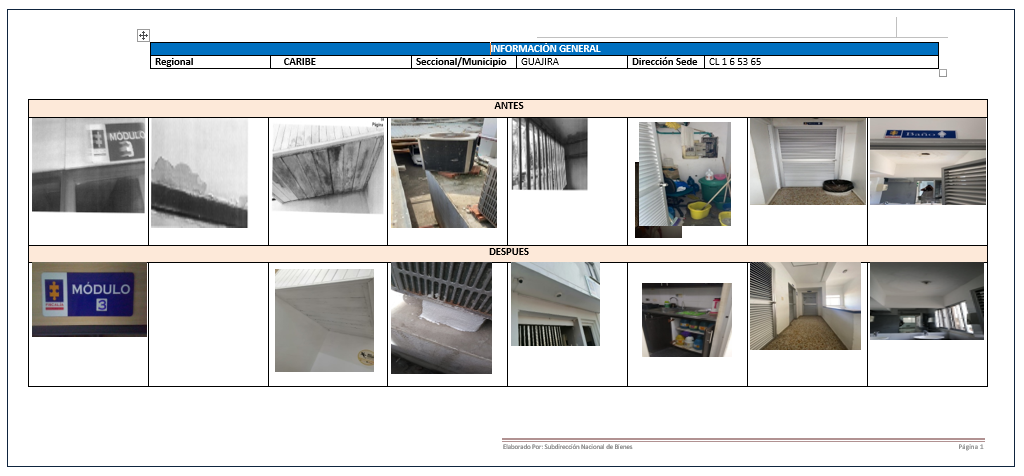 INFORMACIÓN GENERAL
Regional CARIBE Seccional/Municipio GUAJIRA Dirección Sede CL 1 6 53 65
ANTES
MÓDULO
Página
Baño
DESPUES
MÓDULO
3
FISCALÍA
Elaborado Por: Subdirección Nacional de Bienes
Página 1